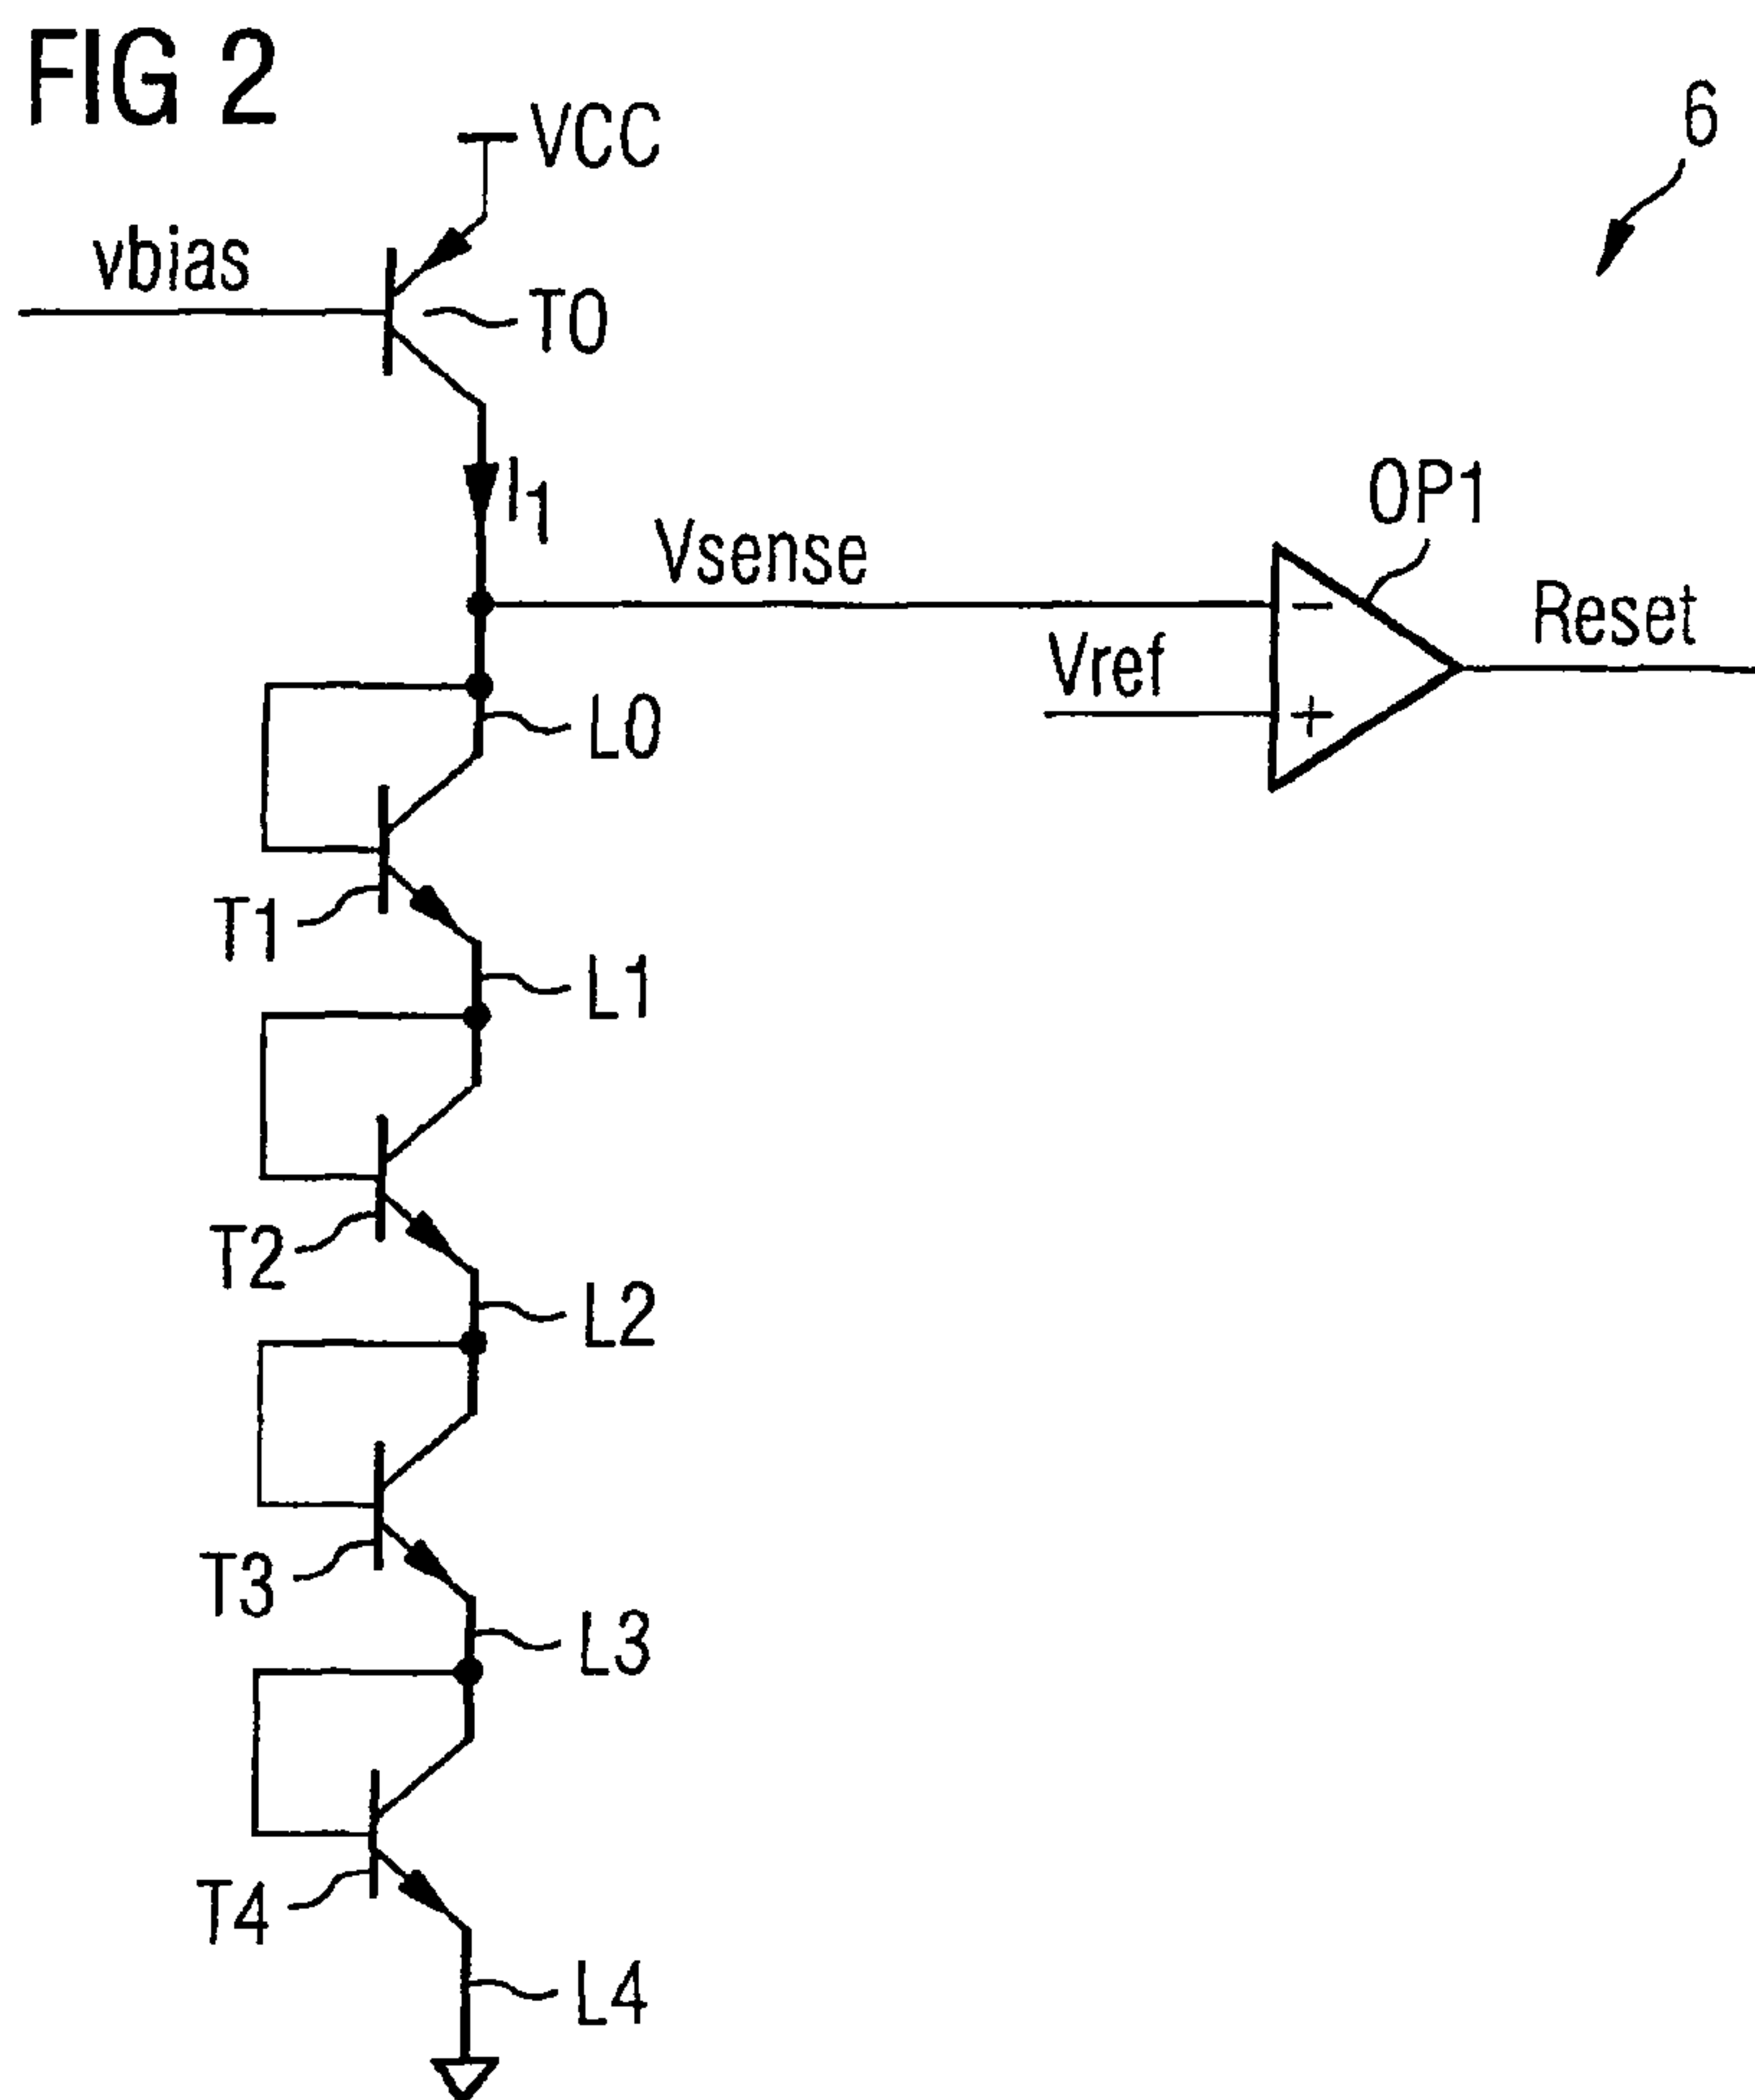 FIG 2
VCC
6
vbias
T0
I1
OP1
Vsense
Reset
Vref
−
+
L0
T1
L1
T2
L2
T3
L3
T4
L4